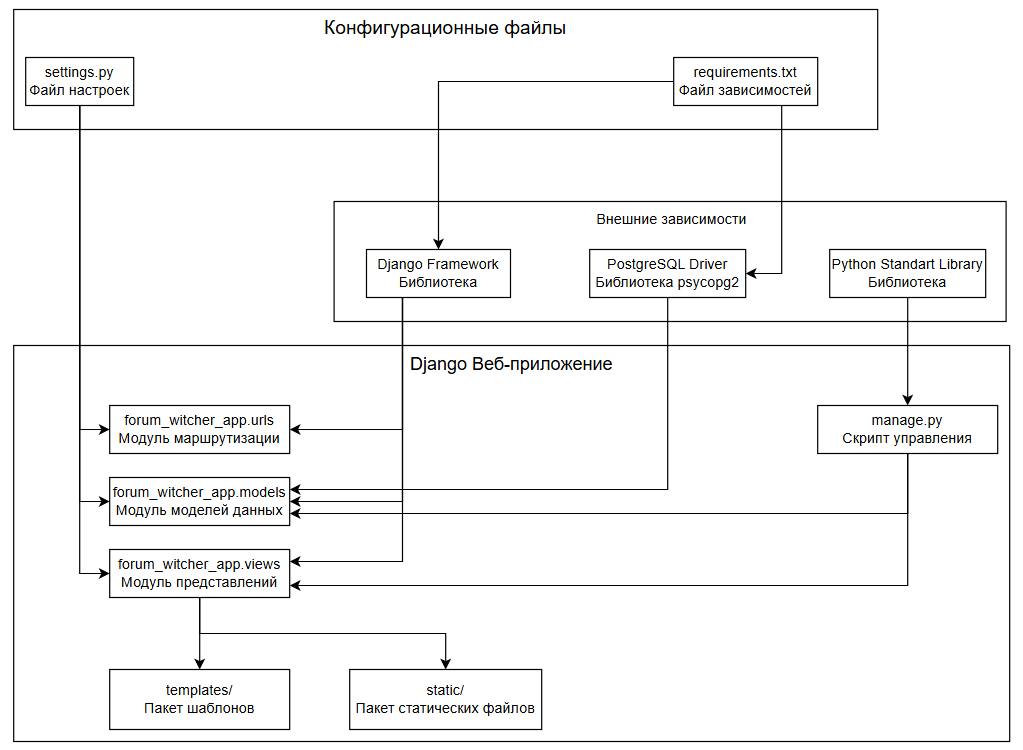 Конфигурационные файлы
settings.py
Файл настроек
requirements.txt
Файл зависимостей
Внешние зависимости
Django Framework
Библиотека
PostgreSQL Driver
Библиотека psycopg2
Python Standart Library
Библиотека
Django Веб-приложение
forum_witcher_app.urls
Модуль маршрутизации
manage.py
Скрипт управления
forum_witcher_app.models
Модуль моделей данных
forum_witcher_app.views
Модуль представлений
templates/
Пакет шаблонов
static/
Пакет статических файлов